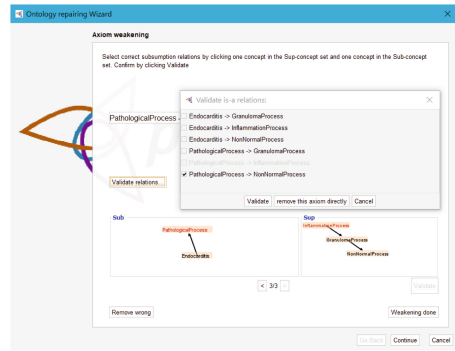 Ontology repairing Wizard
Axiom weakening
Select correct subsumption relations by clicking one concept in the Sup-concept set and one concept in the Sub-concept
set. Confirm by clicking Validate
PathologicalProcess
Validate is-a relations:
Endocarditis -> GranulomaProcess
Endocarditis -> InflammationProcess
Endocarditis -> NonNormalProcess
PathologicalProcess -> GranulomaProcess
PathologicalProcess -> InflammationProcess
PathologicalProcess -> NonNormalProcess
Validate remove this axiom directly Cancel
Validate relations...
Sub
PathologicalProcess
Endocarditis
Sup
InflammationProcess
GranulomaProcess
NonNormalProcess
< 3/3 >
Validate
Remove wrong
Weakening done
Go Back Continue Cancel